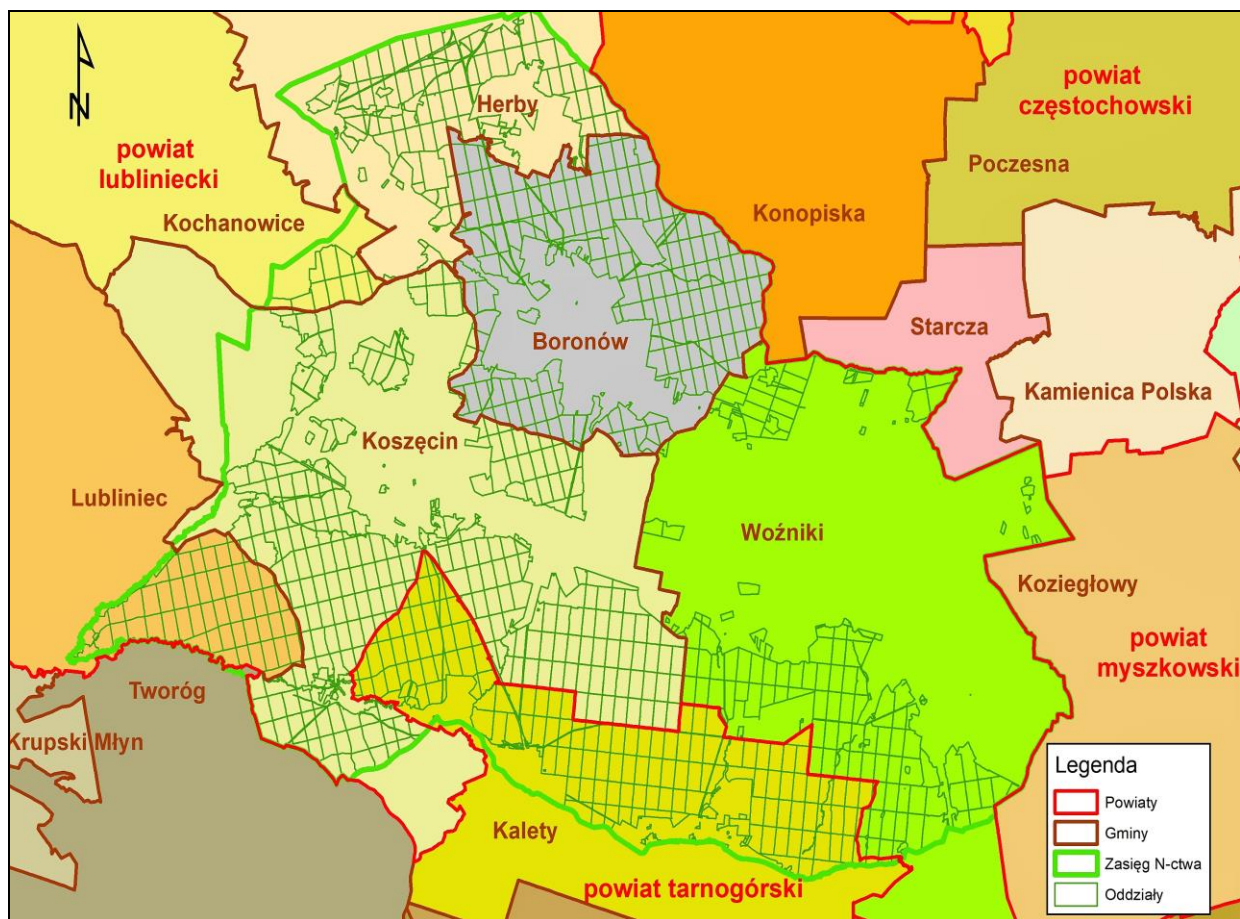 N
Herby
powiat
częstochowski
powiat
lubliniecki
Poczesna
Kochanowice
Konopiska
Boronów
Starcza
Kamienica Polska
Koszęcin
Lubliniec
Woźniki
Koziegłowy
powiat
myszkowski
Tworóg
Krupski Młyn
Kalety
powiat tarnogórski
Legenda
Powiaty
Gminy
Zasięg N-ctwa
Oddziały